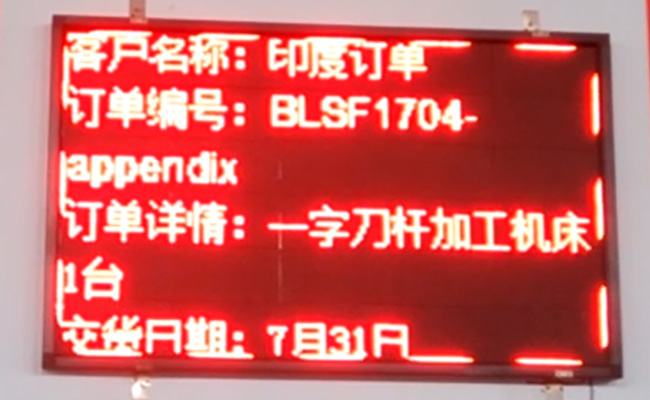 客户名称：印度订单
订单编号：BLSF1704-
appendix
订单详情：一字刀杆加工机床
1台
交货日期：7月31日